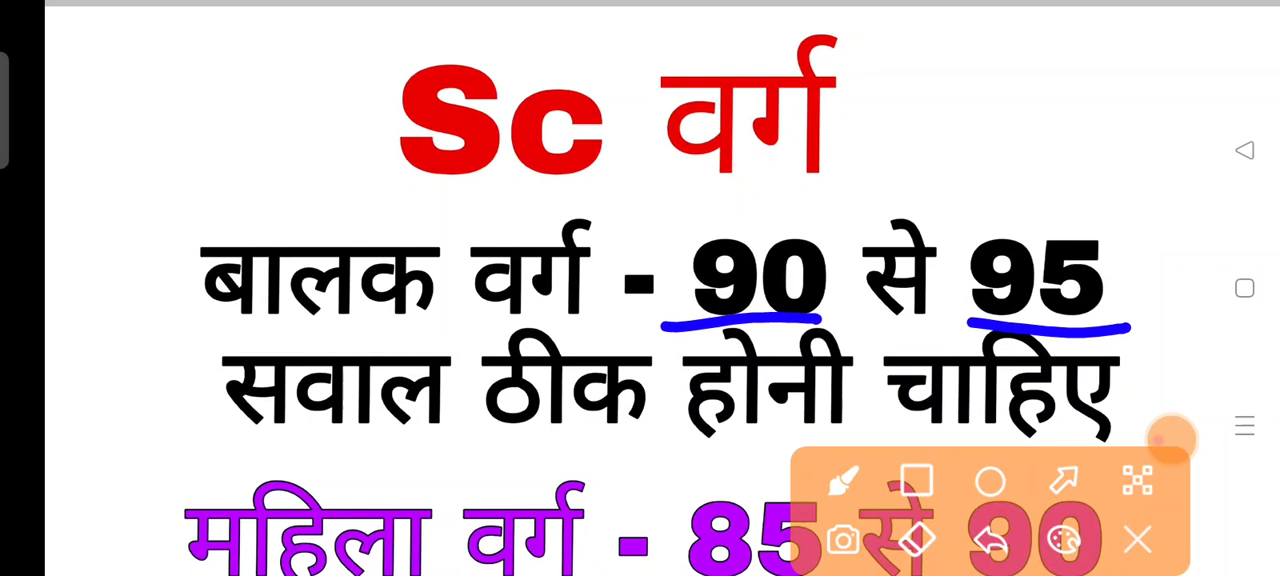 Sc वर्ग
बालक वर्ग - 90 से 95
सवाल ठीक होनी चाहिए
महिला वर्ग - 85 से 90